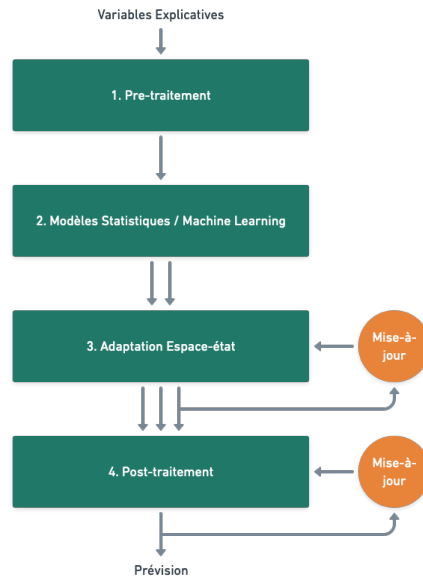 Variables Explicatives
1. Pre-traitement
2. Modèles Statistiques / Machine Learning
3. Adaptation Espace-état
Mise-à-
jour
4. Post-traitement
Mise-à-
jour
Prévision